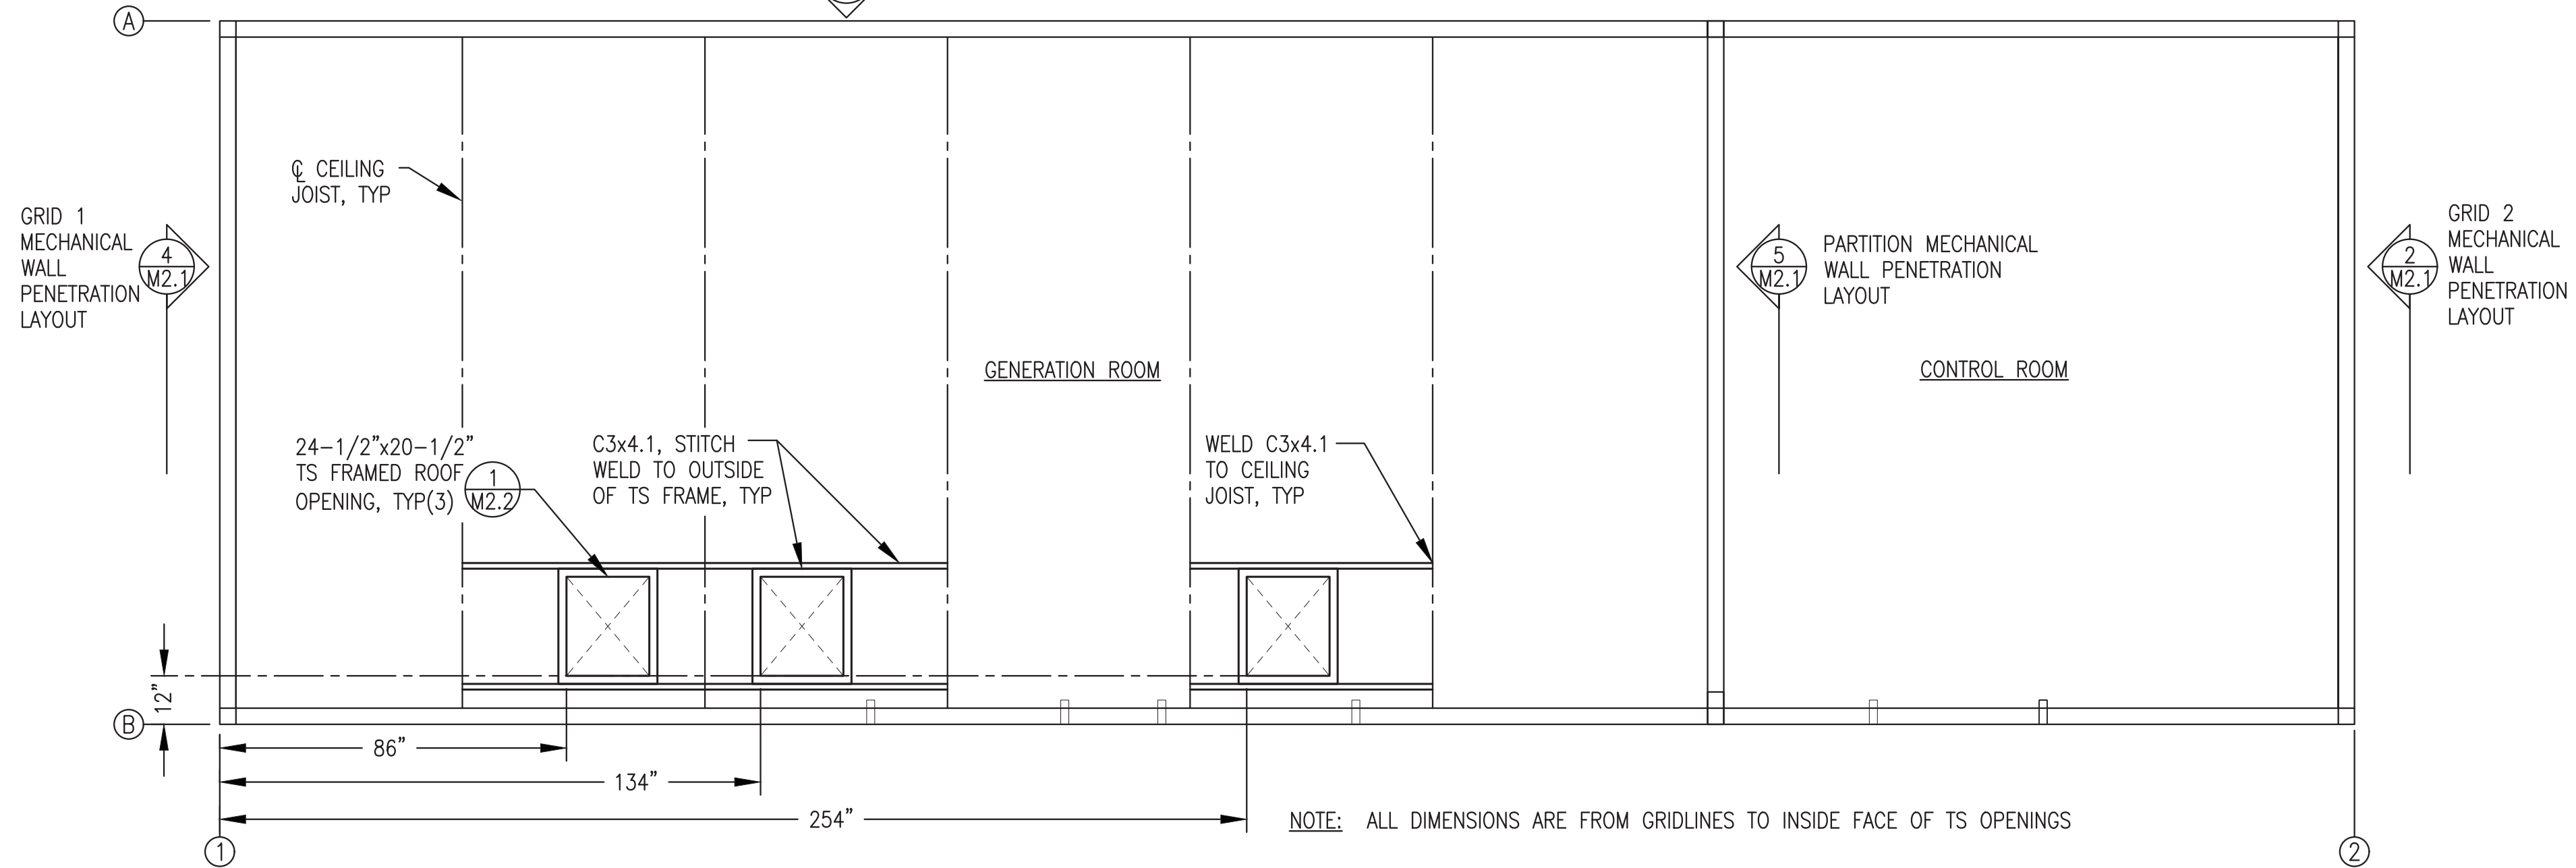 A
℄ CEILING
JOIST, TYP
GRID 1
MECHANICAL
WALL
PENETRATION
LAYOUT
4
M2.1
5
M2.1
PARTITION MECHANICAL
WALL PENETRATION
LAYOUT
2
M2.1
GRID 2
MECHANICAL
WALL
PENETRATION
LAYOUT
GENERATION ROOM
CONTROL ROOM
24-1/2"x20-1/2"
TS FRAMED ROOF
OPENING, TYP(3)
1
M2.2
C3x4.1, STITCH
WELD TO OUTSIDE
OF TS FRAME, TYP
WELD C3x4.1
TO CEILING
JOIST, TYP
12"
B
86"
134"
254"
NOTE: ALL DIMENSIONS ARE FROM GRIDLINES TO INSIDE FACE OF TS OPENINGS
1
2